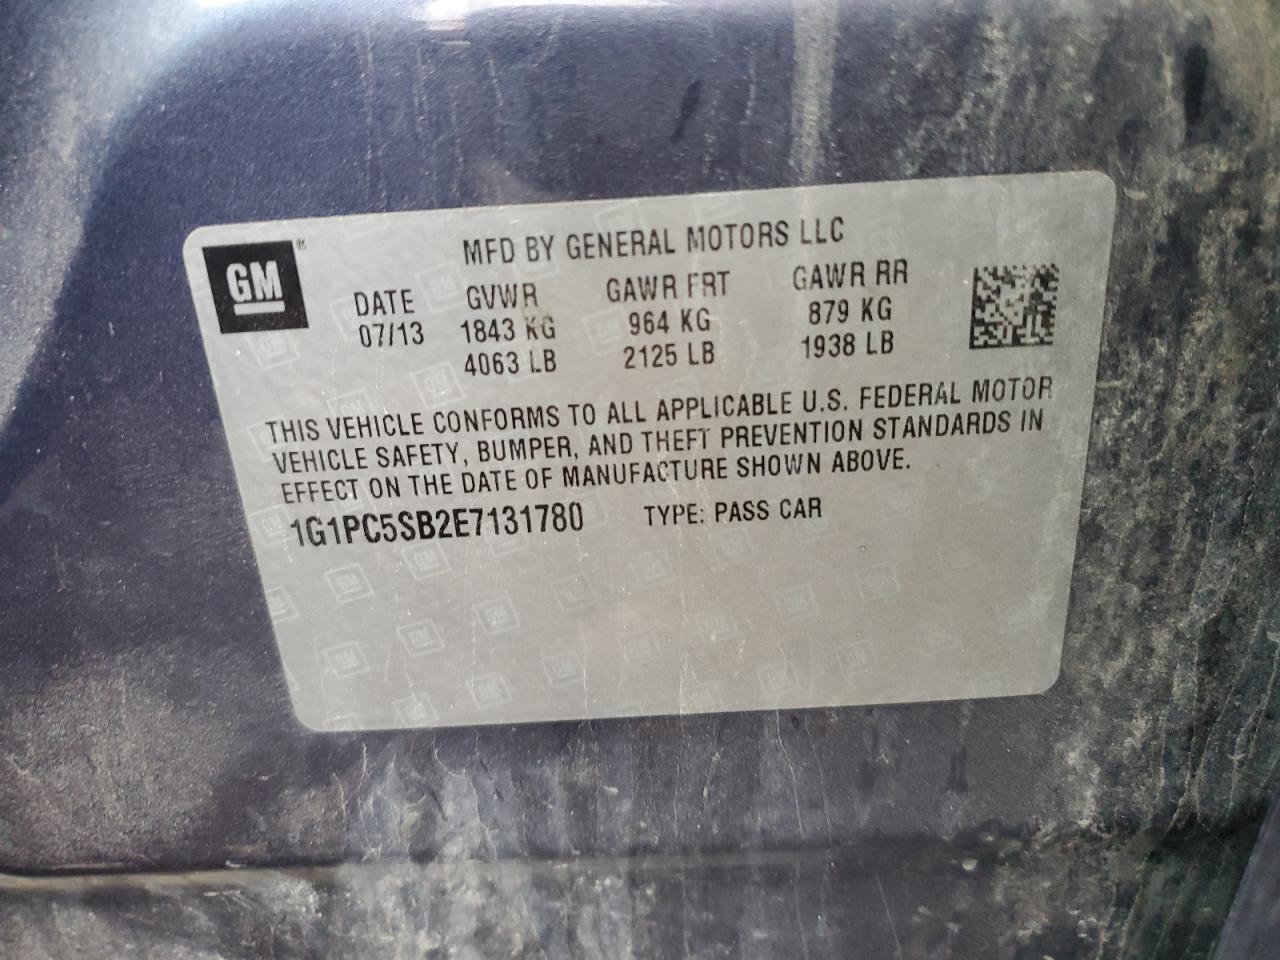 GM ®
MFD BY GENERAL MOTORS LLC
DATE GVWR GAWR FRT GAWR RR
07/13 1843 KG 964 KG 879 KG
4063 LB 2125 LB 1938 LB
THIS VEHICLE CONFORMS TO ALL APPLICABLE U.S. FEDERAL MOTOR
VEHICLE SAFETY, BUMPER, AND THEFT PREVENTION STANDARDS IN
EFFECT ON THE DATE OF MANUFACTURE SHOWN ABOVE.
1G1PC5SB2E7131780 TYPE: PASS CAR